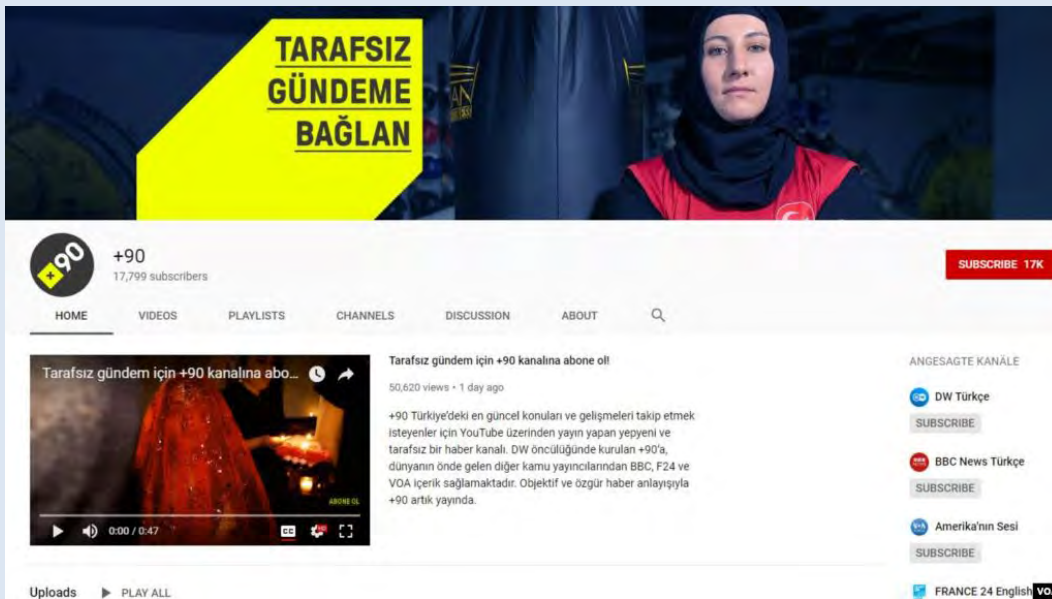 TARAFSIZ
GÜNDEME
BAĞLAN
+90
+90
17,799 subscribers
SUBSCRIBE 17K
HOME VIDEOS PLAYLISTS CHANNELS DISCUSSION ABOUT
Tarafsız gündem için +90 kanalına abo...
ABONE OL
0:00 / 0:47
CC
HD
Tarafsız gündem için +90 kanalına abone ol!
50,620 views • 1 day ago
+90 Türkiye'deki en güncel konuları ve gelişmeleri takip etmek
isteyenler için YouTube üzerinden yayın yapan yepyeni ve
tarafsız bir haber kanalı. DW öncülüğünde kurulan +90'a,
dünyanın önde gelen diğer kamu yayıncılarından BBC, F24 ve
VOA içerik sağlamaktadır. Objektif ve özgür haber anlayışıyla
+90 artık yayında.
ANGESAGTE KANÄLE
DW Türkçe
SUBSCRIBE
BBC News Türkçe
SUBSCRIBE
Amerika'nın Sesi
SUBSCRIBE
FRANCE 24 English
Uploads PLAY ALL